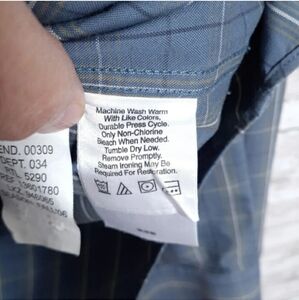 Machine Wash Warm
With Like Colors,
Durable Press Cycle.
Only Non-Chlorine
Bleach When Needed.
Tumble Dry Low.
Remove Promptly.
Steam Ironing May Be
Required For Restoration.
END. 00309
DEPT. 034
RTL. 5290